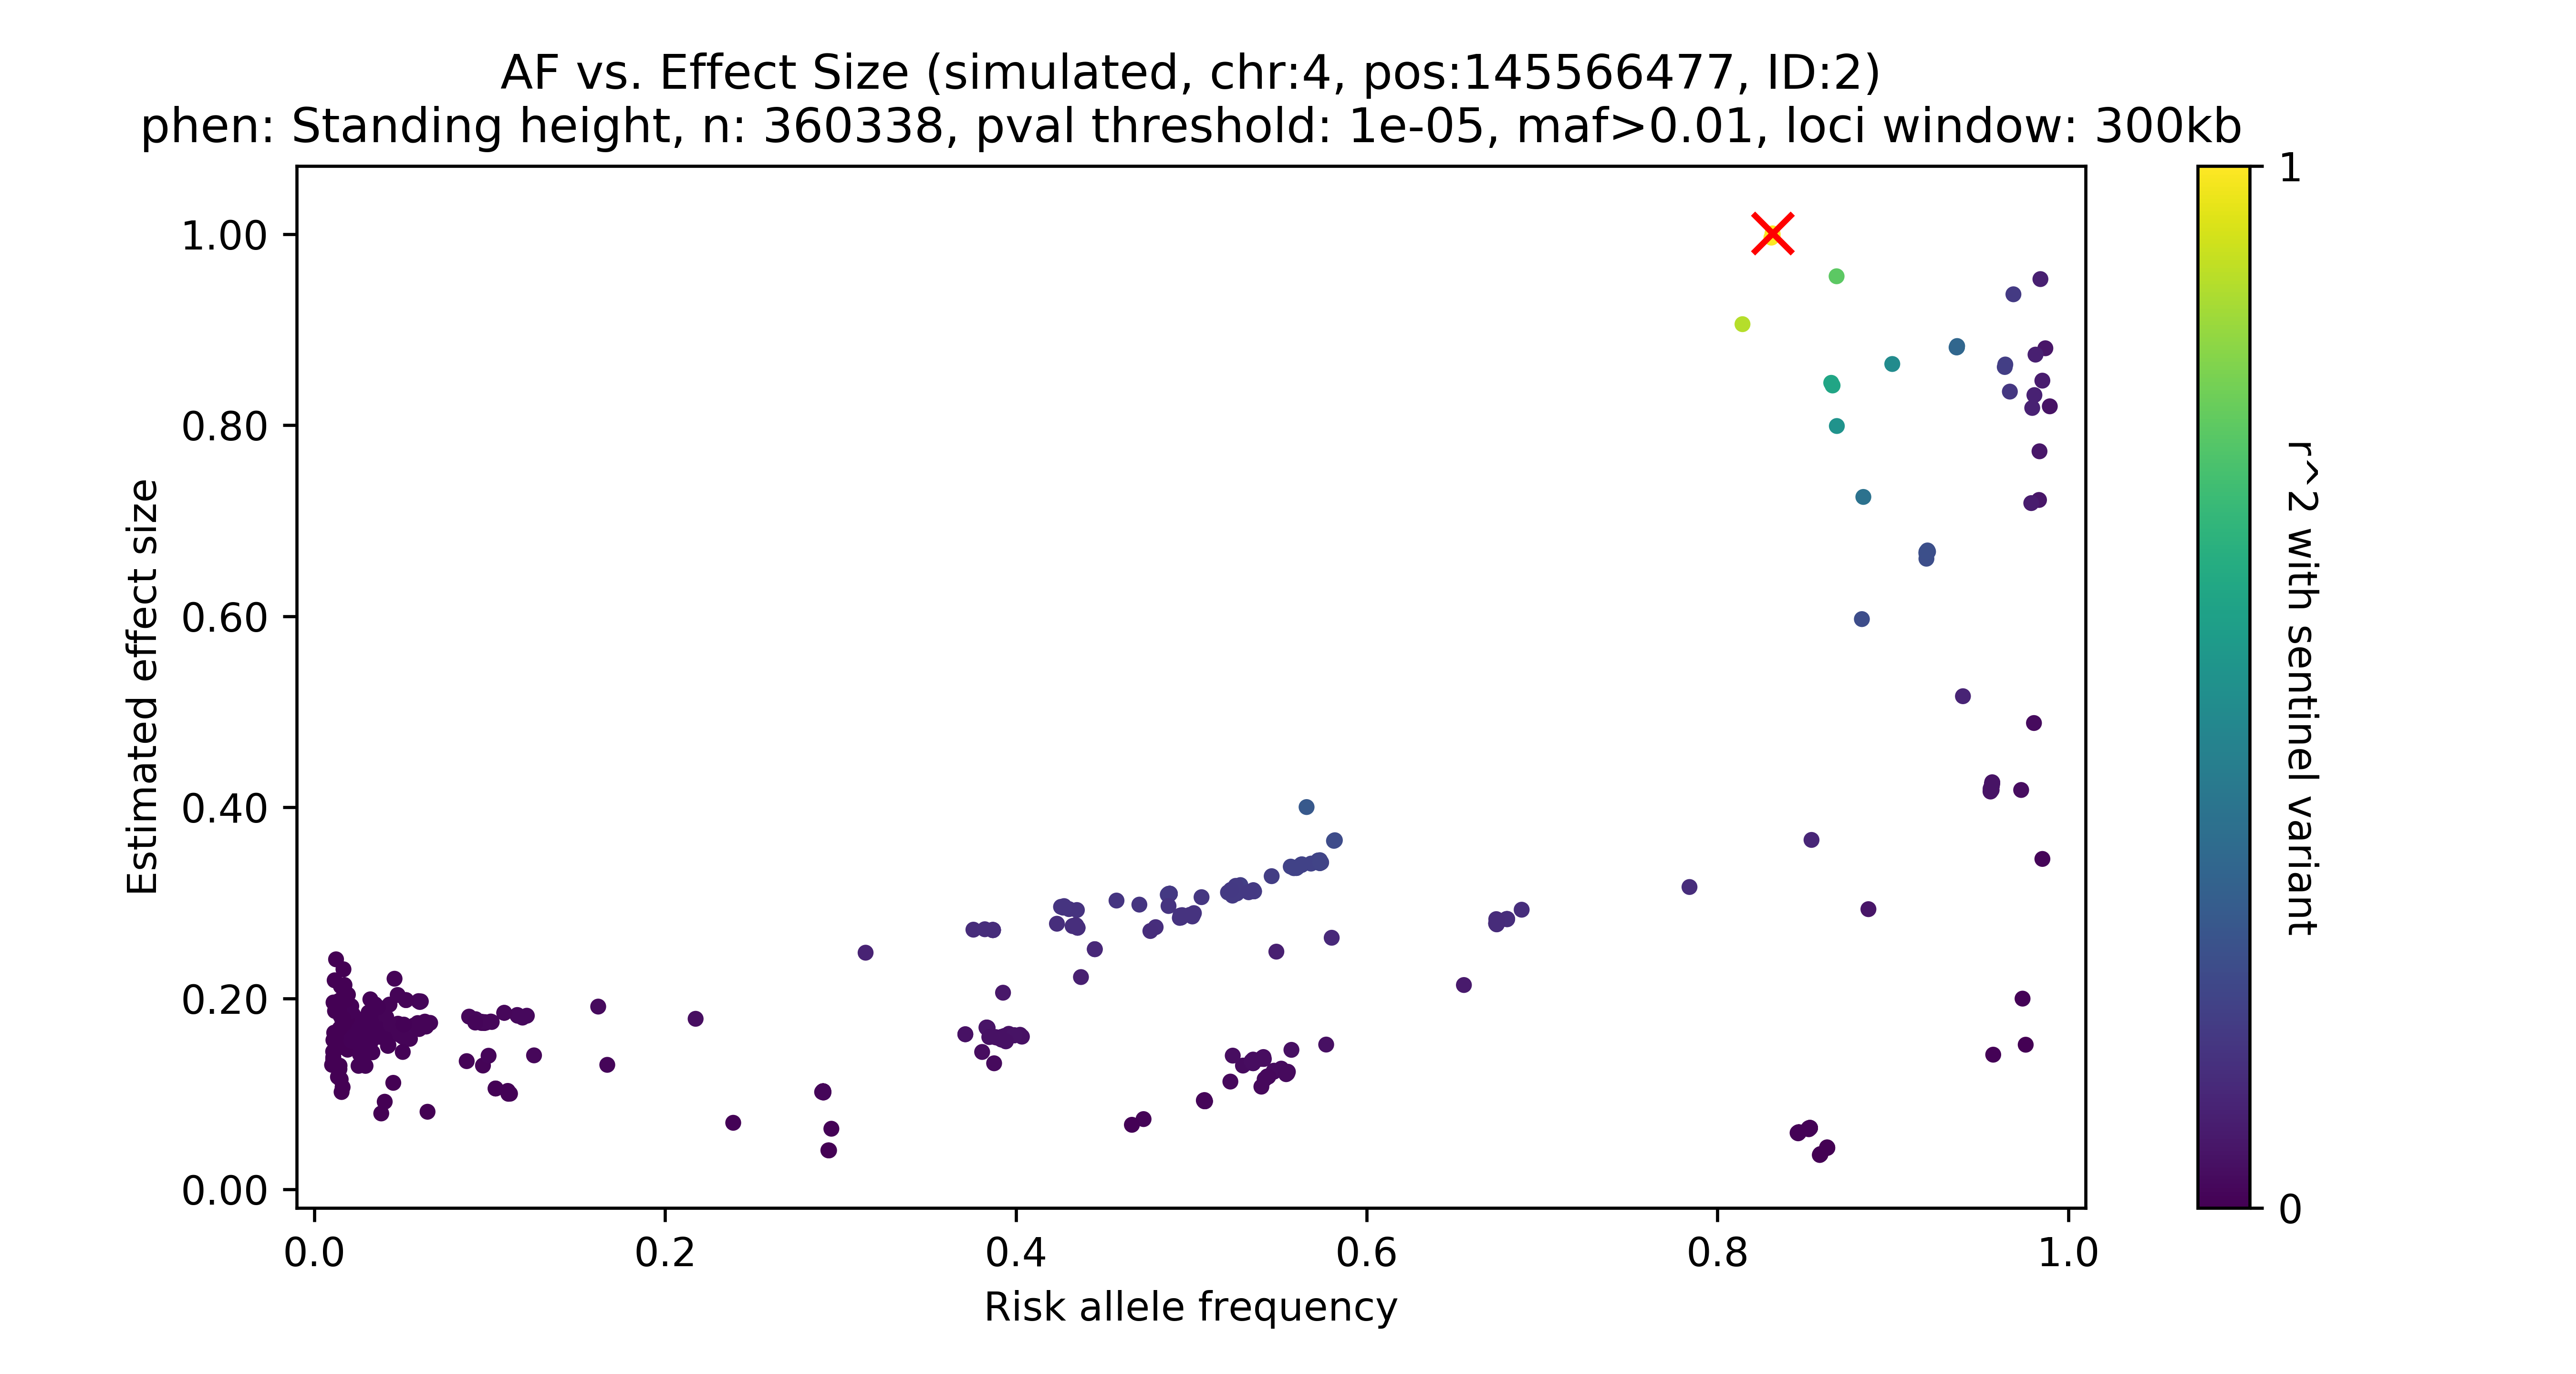 AF vs. Effect Size (simulated, chr:4, pos:145566477, ID:2)
phen: Standing height, n: 360338, pval threshold: 1e-05, maf>0.01, loci window: 300kb
1.00
0.80
0.60
0.40
0.20
0.00
Estimated effect size
0.0
0.2
0.4
0.6
0.8
1.0
Risk allele frequency
1
0
r^2 with sentinel variant